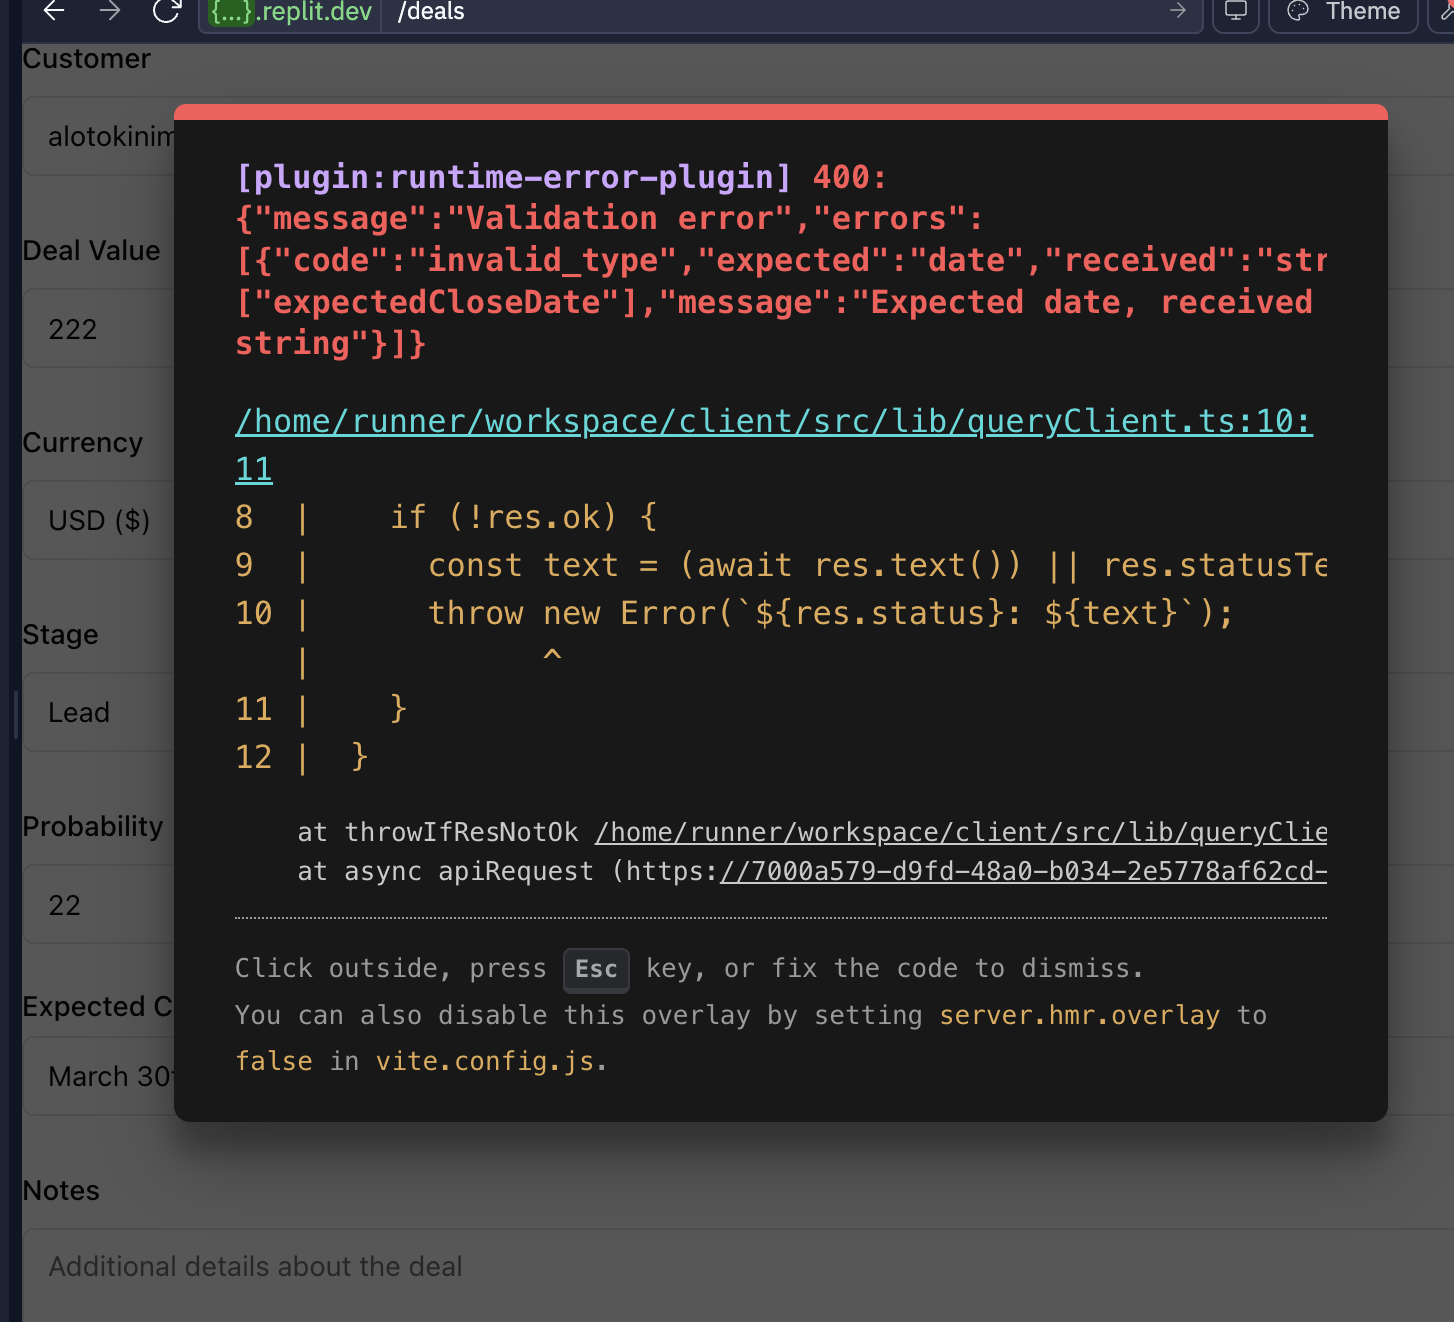 {...}.replit.dev /deals Theme
Customer
alotokinim
Deal Value
222
Currency
USD ($)
Stage
Lead
Probability
22
Expected C
March 30
Notes
Additional details about the deal
[plugin:runtime-error-plugin] 400:
{"message":"Validation error","errors":
[{"code":"invalid_type","expected":"date","received":"str
["expectedCloseDate"],"message":"Expected date, received
string"}]}
/home/runner/workspace/client/src/lib/queryClient.ts:10:
11
8 | if (!res.ok) {
9 | const text = (await res.text()) || res.statusTe
10 | throw new Error(`${res.status}: ${text}`);
| ^
11 | }
12 | }
at throwIfResNotOk /home/runner/workspace/client/src/lib/queryClie
at async apiRequest (https://7000a579-d9fd-48a0-b034-2e5778af62cd-
Click outside, press Esc key, or fix the code to dismiss.
You can also disable this overlay by setting server.hmr.overlay to
false in vite.config.js.